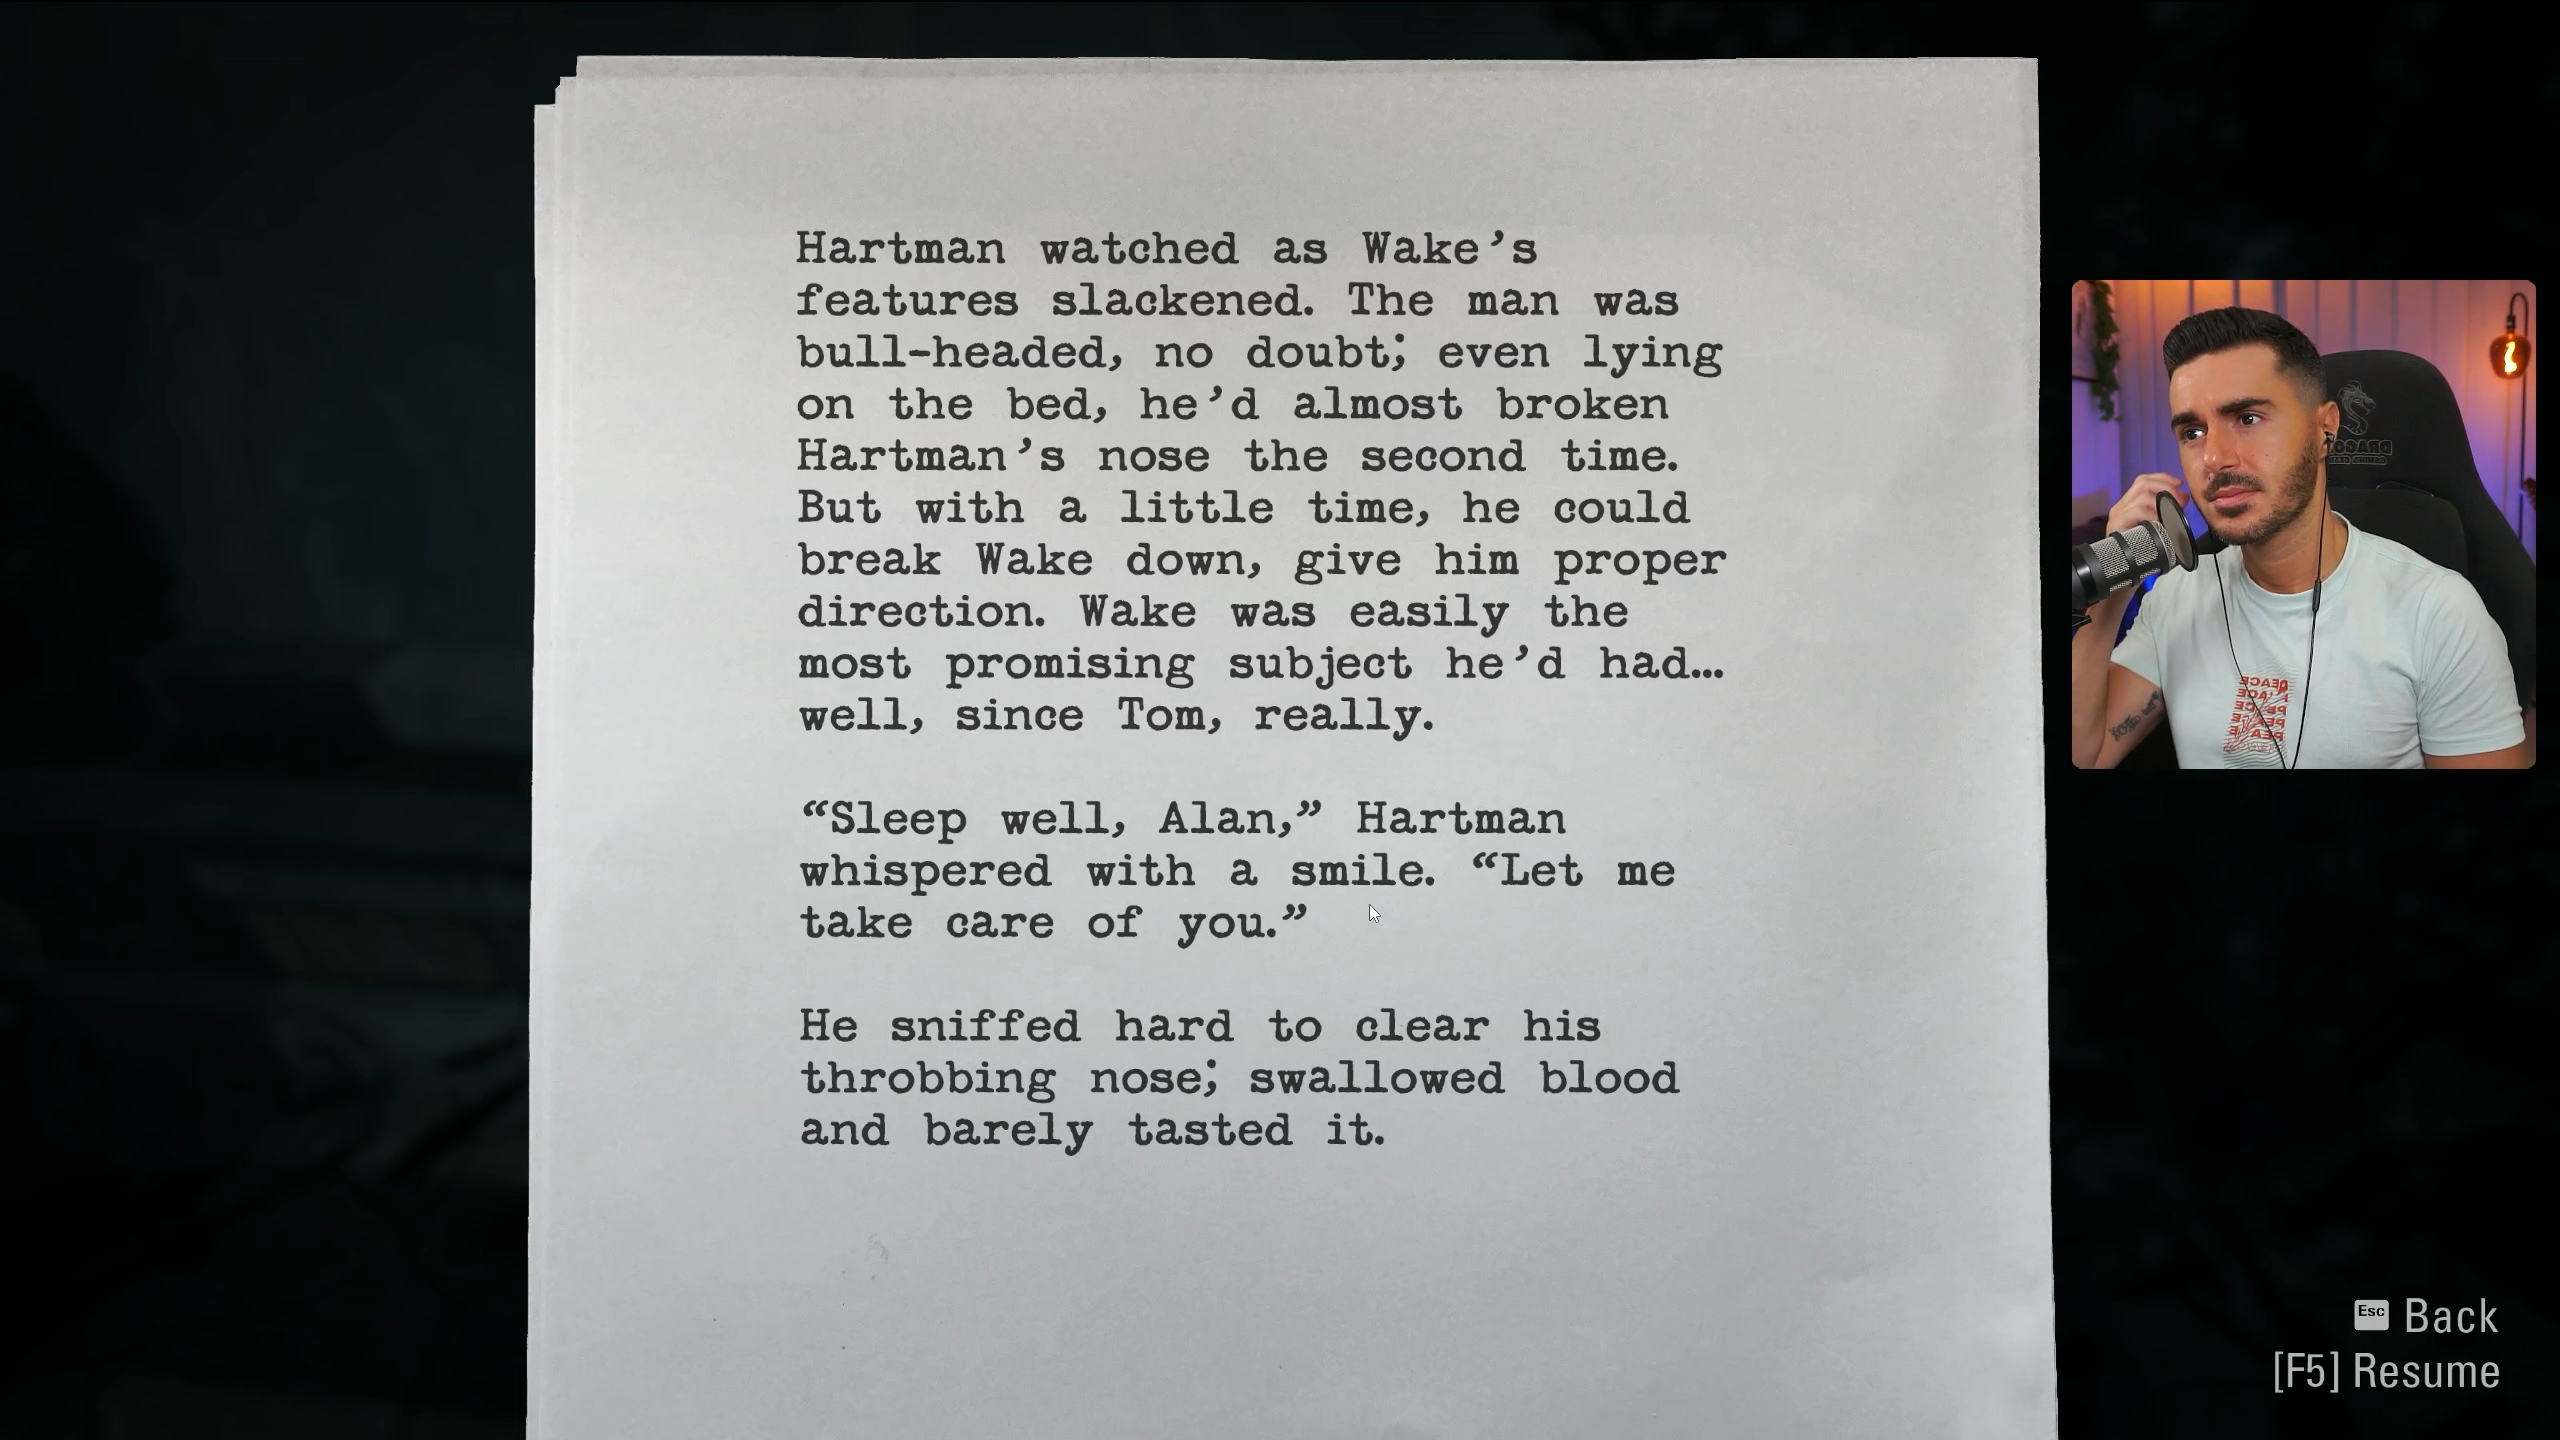 Hartman watched as Wake’s
features slackened. The man was
bull-headed, no doubt; even lying
on the bed, he’d almost broken
Hartman’s nose the second time.
But with a little time, he could
break Wake down, give him proper
direction. Wake was easily the
most promising subject he’d had…
well, since Tom, really.
“Sleep well, Alan,” Hartman
whispered with a smile. “Let me
take care of you.”
He sniffed hard to clear his
throbbing nose; swallowed blood
and barely tasted it.
Esc Back
[F5] Resume